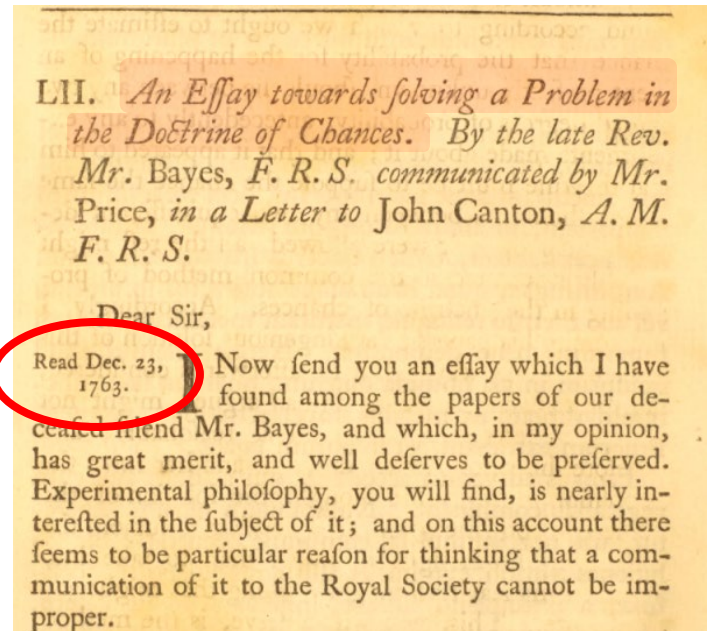 LII. An Eſſay towards ſolving a Problem in
the Doctrine of Chances. By the late Rev.
Mr. Bayes, F. R. S. communicated by Mr.
Price, in a Letter to John Canton, A. M.
F. R. S.
Dear Sir,
Read Dec. 23,
1763.
I Now ſend you an eſſay which I have
found among the papers of our de-
ceaſed friend Mr. Bayes, and which, in my opinion,
has great merit, and well deſerves to be preſerved.
Experimental philoſophy, you will find, is nearly in-
tereſted in the ſubject of it; and on this account there
ſeems to be particular reaſon for thinking that a com-
munication of it to the Royal Society cannot be im-
proper.